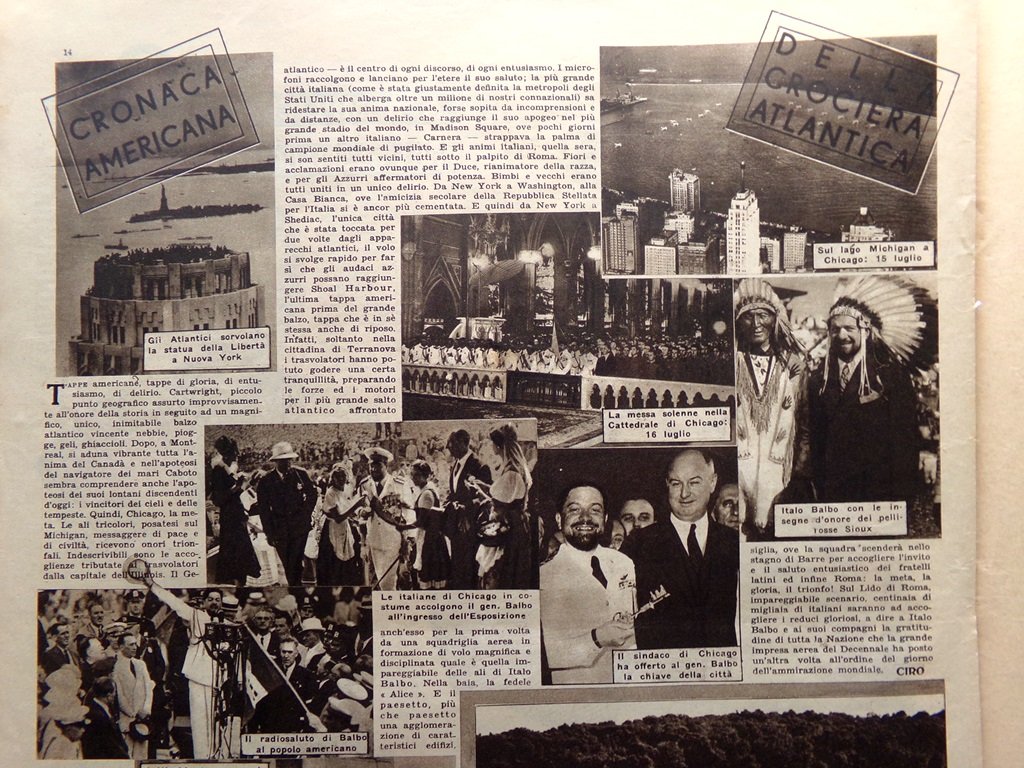 14
CRONACA
AMERICANA
DELLA
CROCIERA
ATLANTICA
Gli Atlantici sorvolano
la statua della Libertà
a Nuova York
TAPPE americane, tappe di gloria, di entu-
siasmo, di delirio. Cartwright, piccolo
punto geografico assurto improvvisamen-
te all'onore della storia in seguito ad un magni-
fico, unico, inimitabile balzo
atlantico vincente nebbie, piog-
ge, geli, ghiacci. Dopo, a Mont-
real, si aduna vibrante tutta l'a-
nima del Canadà e nell'apoteosi
del navigatore dei mari Caboto
sembra comprendere anche l'apo-
teosi dei suoi lontani discendenti
d'oggi: i vincitori dei cieli e delle
tempeste. Quindi, Chicago, la me-
ta. Le ali tricolori, posatesi sul
Michigan, messaggere di pace e
di civiltà, ricevono onori trion-
fali. Indescrivibili sono le acco-
glienze tributate ai trasvolatori
dalla capitale dell'Illinois. Il Ge-
atlantico — è il centro di ogni discorso, di ogni entusiasmo. I micro-
foni raccolgono e lanciano per l'etere il suo saluto; la più grande
città italiana (come è stata giustamente definita la metropoli degli
Stati Uniti che alberga oltre un milione di nostri connazionali) sa
ridestare la sua anima nazionale, forse sopita da incomprensioni e
da distanze, con un delirio che raggiunge il suo apogeo nel più
grande stadio del mondo, in Madison Square, ove pochi giorni
prima un altro italiano — Carnera — strappava la palma di
campione mondiale di pugilato. E gli animi italiani, quella sera,
si son sentiti tutti vicini, tutti sotto il palpito di Roma. Fiori e
acclamazioni erano ovunque per il Duce, rianimatore della razza,
e per gli Azzurri affermatori di potenza. Bimbi e vecchi erano
tutti uniti in un unico delirio. Da New York a Washington, alla
Casa Bianca, ove l'amicizia secolare della Repubblica Stellata
per l'Italia si è ancor più cementata. E quindi da New York a
Shediac, l'unica città
che è stata toccata per
due volte dagli appa-
recchi atlantici, il volo
si svolge rapido per far
sì che gli audaci az-
zurri possano raggiun-
gere Shoal Harbour,
l'ultima tappa ameri-
cana prima del grande
balzo, tappa che è in sè
stessa anche di riposo.
Infatti, soltanto nella
cittadina di Terranova
i trasvolatori hanno po-
tuto godere una certa
tranquillità, preparando
le forze ed i motori
per il più grande salto
atlantico affrontato
Sul lago Michigan a
Chicago: 15 luglio
La messa solenne nella
Cattedrale di Chicago:
16 luglio
Italo Balbo con le in-
segne d'onore dei pelli-
rosse Sioux
Le italiane di Chicago in co-
stume accolgono il gen. Balbo
all'ingresso dell'Esposizione
anch'esso per la prima volta
da una squadriglia aerea in
formazione di volo magnifica e
disciplinata quale è quella im-
pareggiabile delle ali di Italo
Balbo. Nella baia, la fedele
« Alice ». E il
paesetto, più
che paesetto
una agglomera-
zione di carat-
teristici edifizi,
Il sindaco di Chicago
ha offerto al gen. Balbo
la chiave della città
Il radiosaluto di Balbo
al popolo americano
siglia, ove la squadra scenderà nello
stagno di Barre per accogliere l'invito
e il saluto entusiastico dei fratelli
latini ed infine Roma: la meta, la
gloria, il trionfo! Sul Lido di Roma,
impareggiabile scenario, centinaia di
migliaia di italiani saranno ad acco-
gliere i reduci gloriosi, a dire a Italo
Balbo e ai suoi compagni la gratitu-
dine di tutta la Nazione che la grande
impresa aerea del Decennale ha posto
un'altra volta all'ordine del giorno
dell'ammirazione mondiale. CIRO